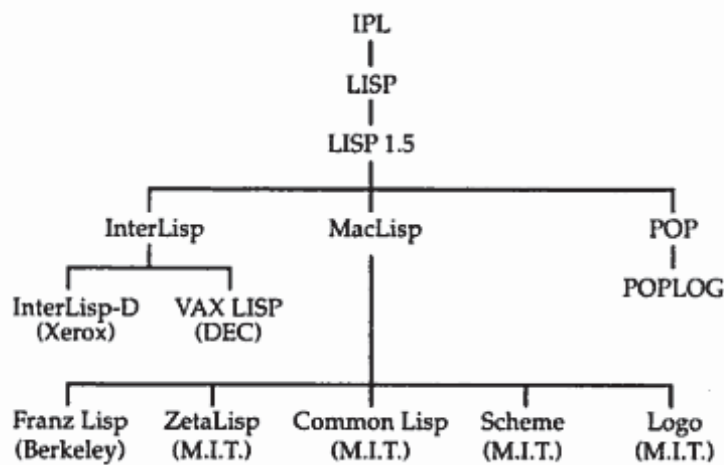 IPL
LISP
LISP 1.5
InterLisp MacLisp POP
InterLisp-D VAX LISP POPLOG
(Xerox) (DEC)
Franz Lisp ZetaLisp Common Lisp Scheme Logo
(Berkeley) (M.I.T.) (M.I.T.) (M.I.T.) (M.I.T.)